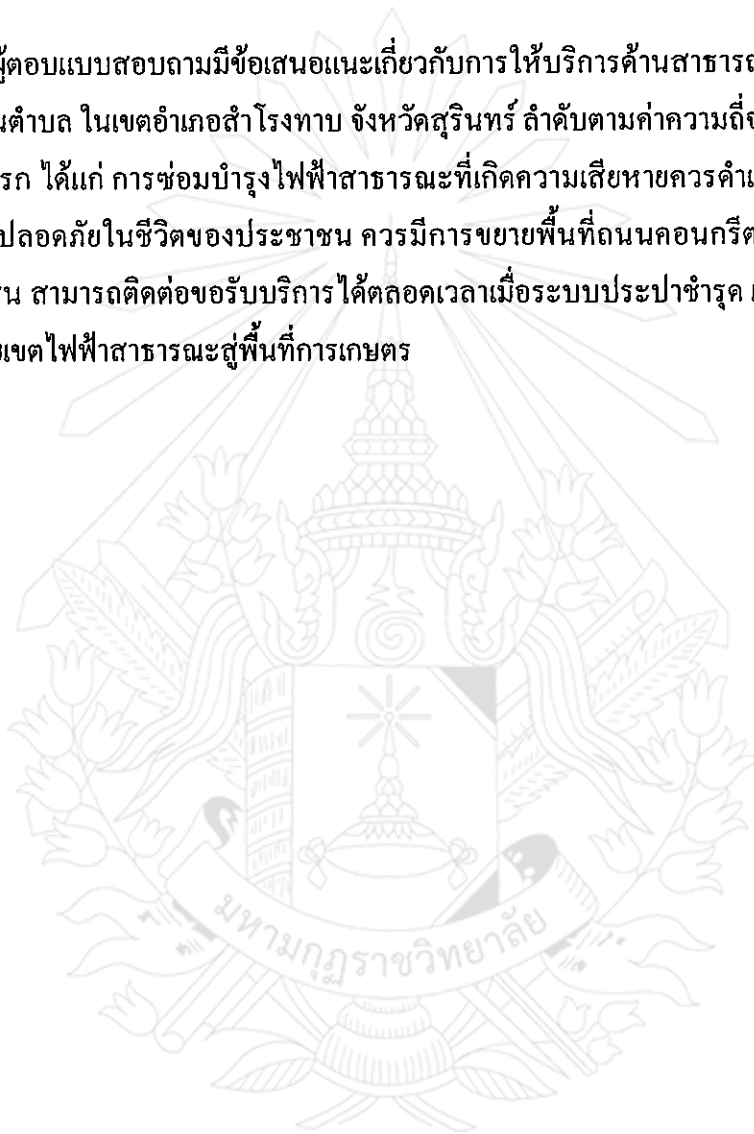 ผู้ตอบแบบสอบถามมีข้อเสนอแนะเกี่ยวกับการให้บริการด้านสาธารณ
ตำบล ในเขตอำเภอสำโรงทาบ จังหวัดสุรินทร์ ลำดับตามค่าความถี่
รก ได้แก่ การซ่อมบำรุงไฟฟ้าสาธารณะที่เกิดความเสียหายควรดำเ
ปลอดภัยในชีวิตของประชาชน ควรมีการขยายพื้นที่ถนนคอนกรีต
สามารถติดต่อขอรับบริการได้ตลอดเวลาเมื่อระบบประปาชำรุด
เขตไฟฟ้าสาธารณะสู่พื้นที่การเกษตร
มหามกุฏราชวิทยาลัย